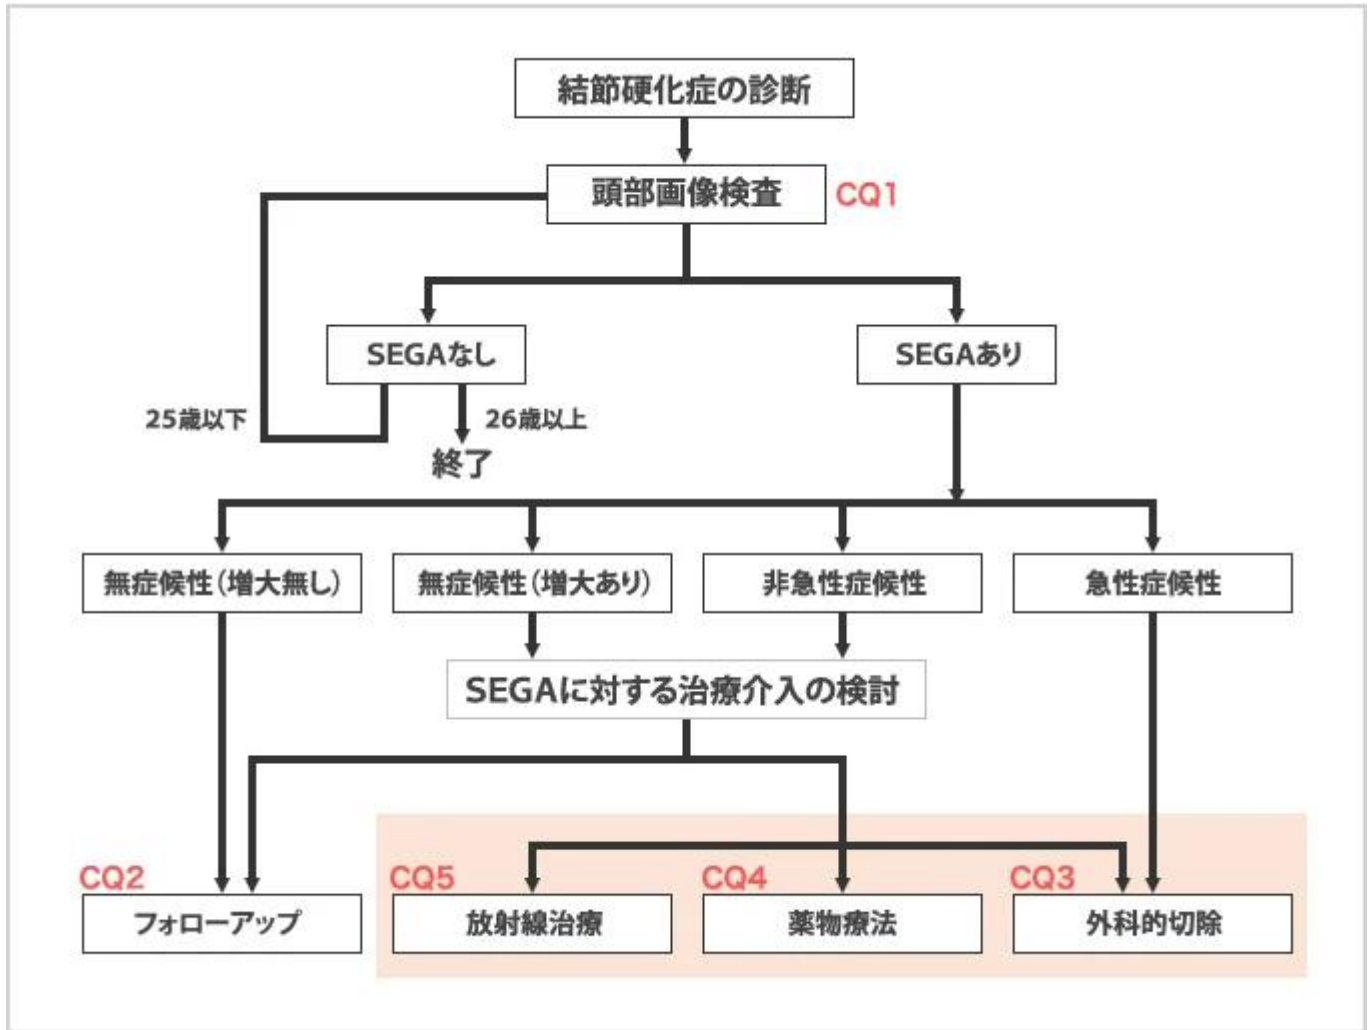 結節硬化症の診断
頭部画像検査
CQ1
SEGAなし
SEGAあり
25歳以下
26歳以上
終了
無症候性(増大無し)
無症候性(増大あり)
非急性症候性
急性症候性
SEGAに対する治療介入の検討
CQ2
CQ5
CQ4
CQ3
フォローアップ
放射線治療
薬物療法
外科的切除